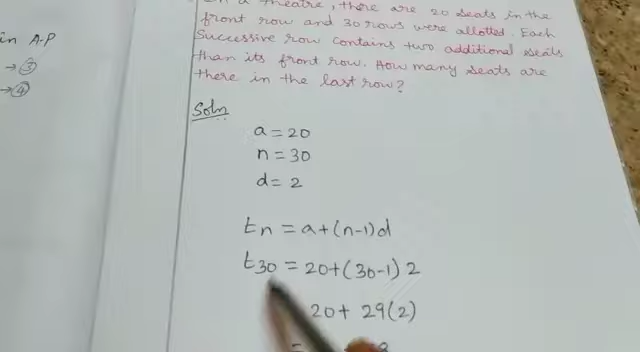 in A.P
→③
→④
a theatre, there are 20 seats in the
front row and 30 rows were allotted. Each
Successive row contains two additional seats
than its front row. How many seats are
there in the last row?
Soln
a = 20
n = 30
d = 2
tn = a+(n-1)d
t30 = 20+(30-1) 2
20 + 29(2)
=